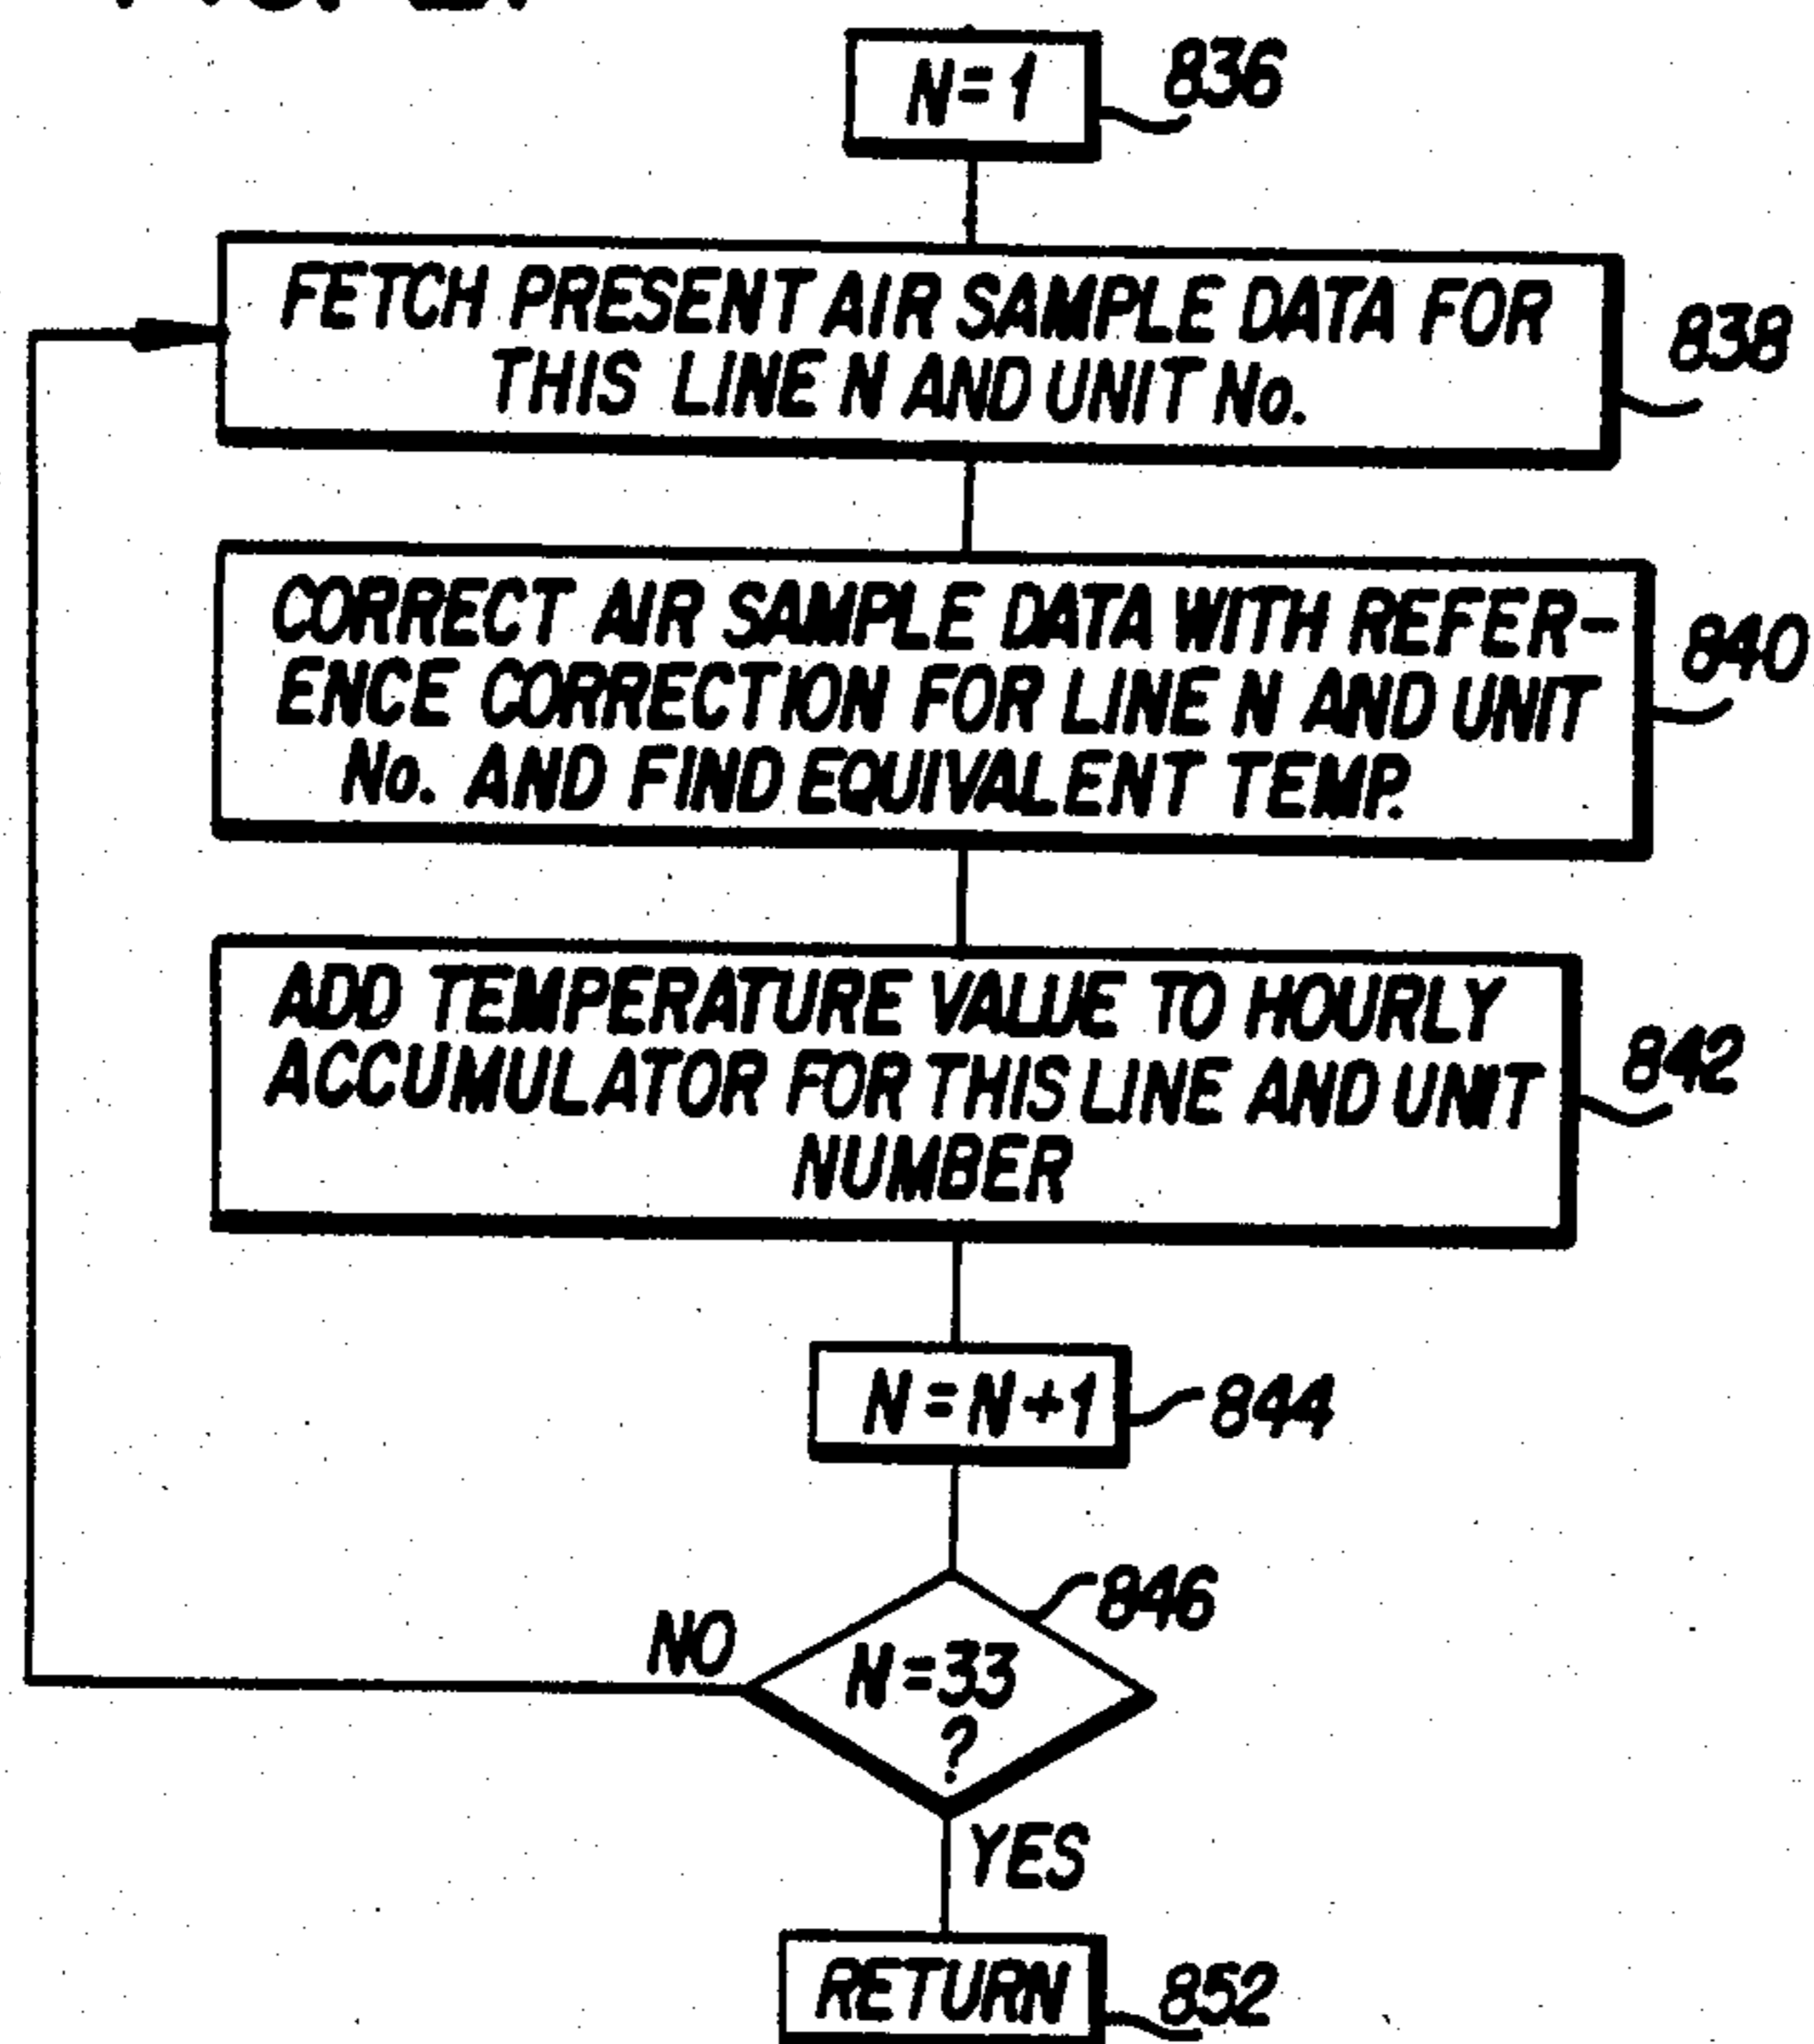 N=1
836
FETCH PRESENT AIR SAMPLE DATA FOR
THIS LINE N AND UNIT No.
838
CORRECT AIR SAMPLE DATA WITH REFER-
ENCE CORRECTION FOR LINE N AND UNIT
No. AND FIND EQUIVALENT TEMP.
840
ADD TEMPERATURE VALUE TO HOURLY
ACCUMULATOR FOR THIS LINE AND UNIT
NUMBER
842
N=N+1
844
846
NO
N=33
?
YES
RETURN
852